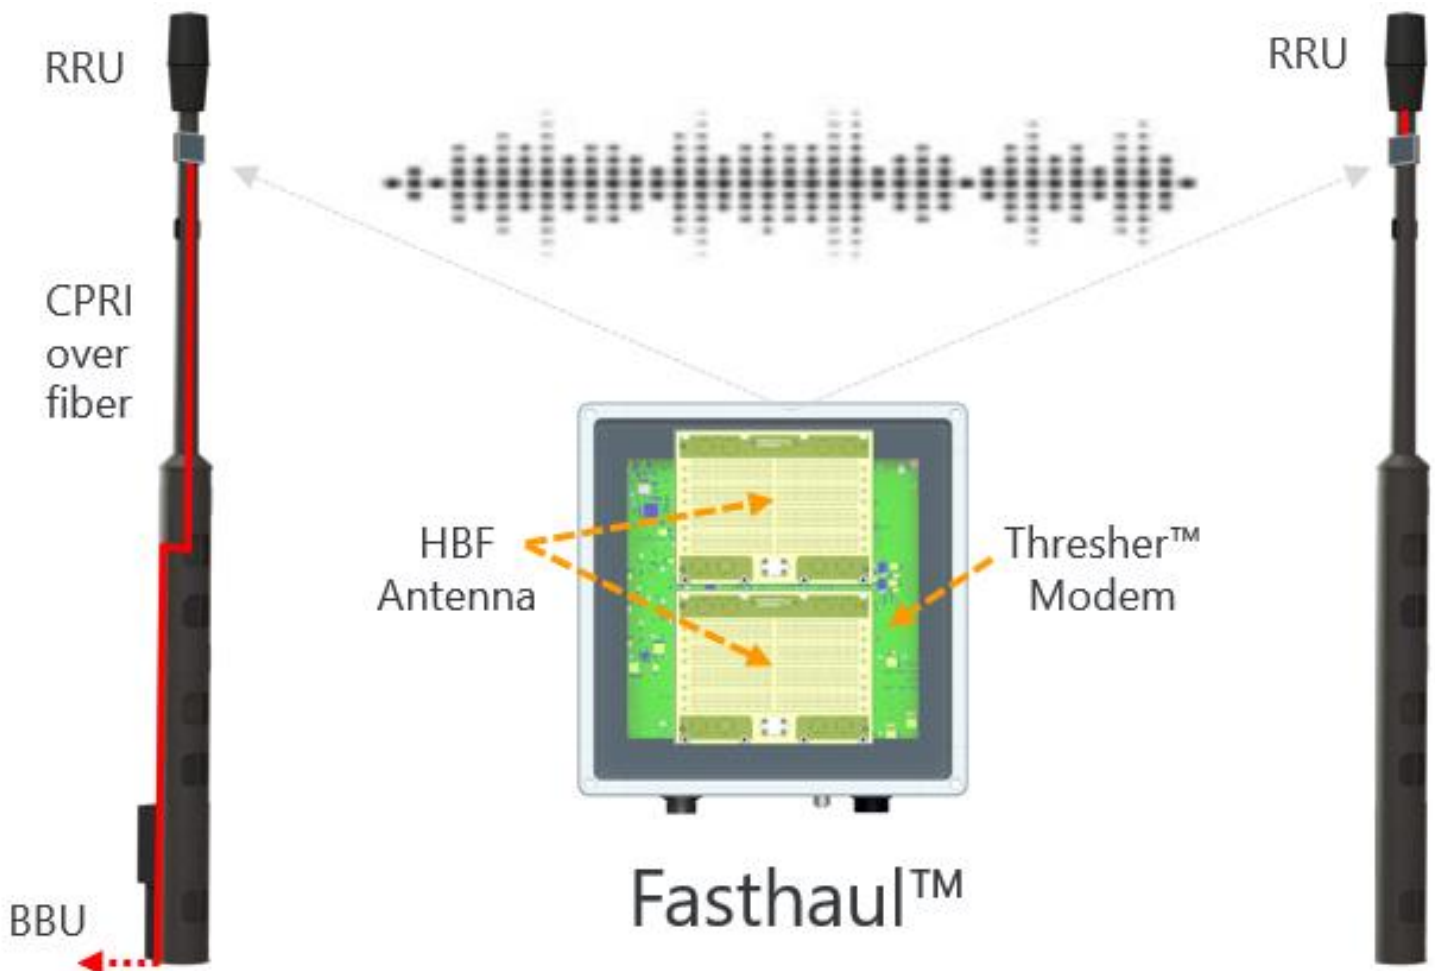 RRU
RRU
CPRI
over
fiber
HBF
Antenna
Thresher™
Modem
BBU
Fasthaul™